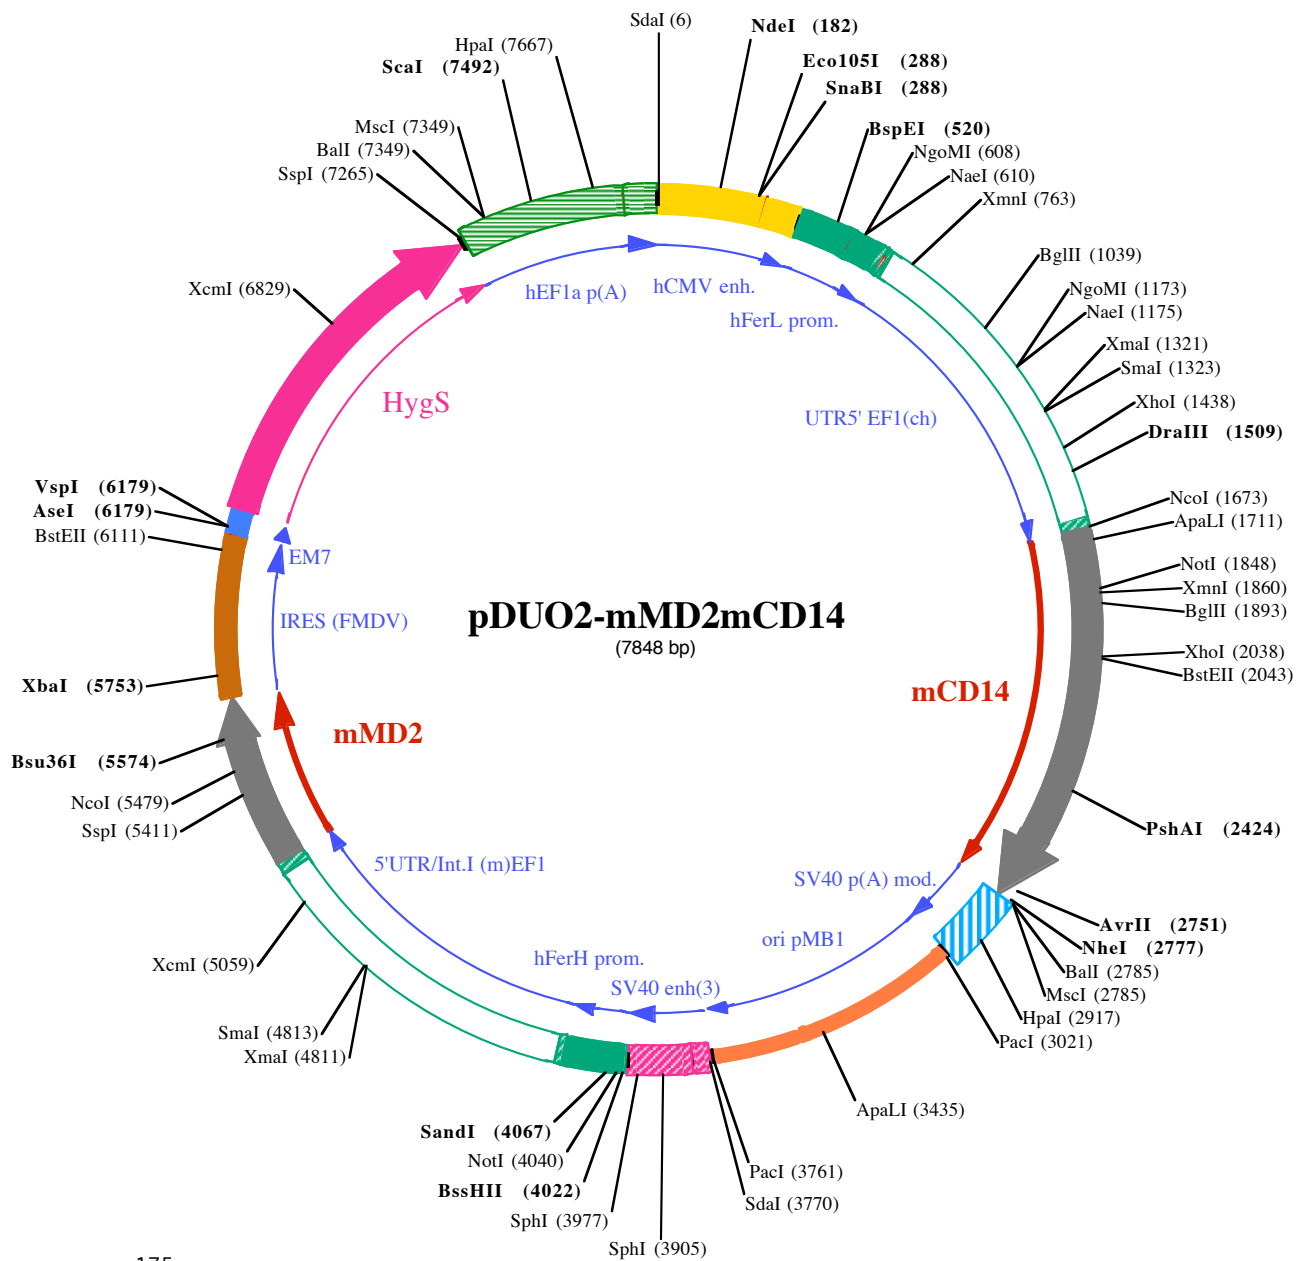 SdaI (6)
NdeI (182)
Eco105I (288)
SnaBI (288)
BspEI (520)
NgoMI (608)
NaeI (610)
XmnI (763)
BglII (1039)
NgoMI (1173)
NaeI (1175)
XmaI (1321)
SmaI (1323)
XhoI (1438)
DraIII (1509)
NcoI (1673)
ApaLI (1711)
NotI (1848)
XmnI (1860)
BglII (1893)
XhoI (2038)
BstEII (2043)
PshAI (2424)
AvrII (2751)
NheI (2777)
BalI (2785)
MscI (2785)
HpaI (2917)
PacI (3021)
ApaLI (3435)
PacI (3761)
SdaI (3770)
SphI (3905)
SphI (3977)
BssHII (4022)
NotI (4040)
SandI (4067)
XmaI (4811)
SmaI (4813)
XcmI (5059)
SspI (5411)
NcoI (5479)
Bsu36I (5574)
XbaI (5753)
BstEII (6111)
AseI (6179)
VspI (6179)
XcmI (6829)
SspI (7265)
BalI (7349)
MscI (7349)
ScaI (7492)
HpaI (7667)
hEF1a p(A)
hCMV enh.
hFerL prom.
UTR5' EF1(ch)
mCD14
SV40 p(A) mod.
ori pMB1
SV40 enh(3)
hFerH prom.
5'UTR/Int.I (m)EF1
mMD2
IRES (FMDV)
EM7
HygS
pDUO2-mMD2mCD14
(7848 bp)